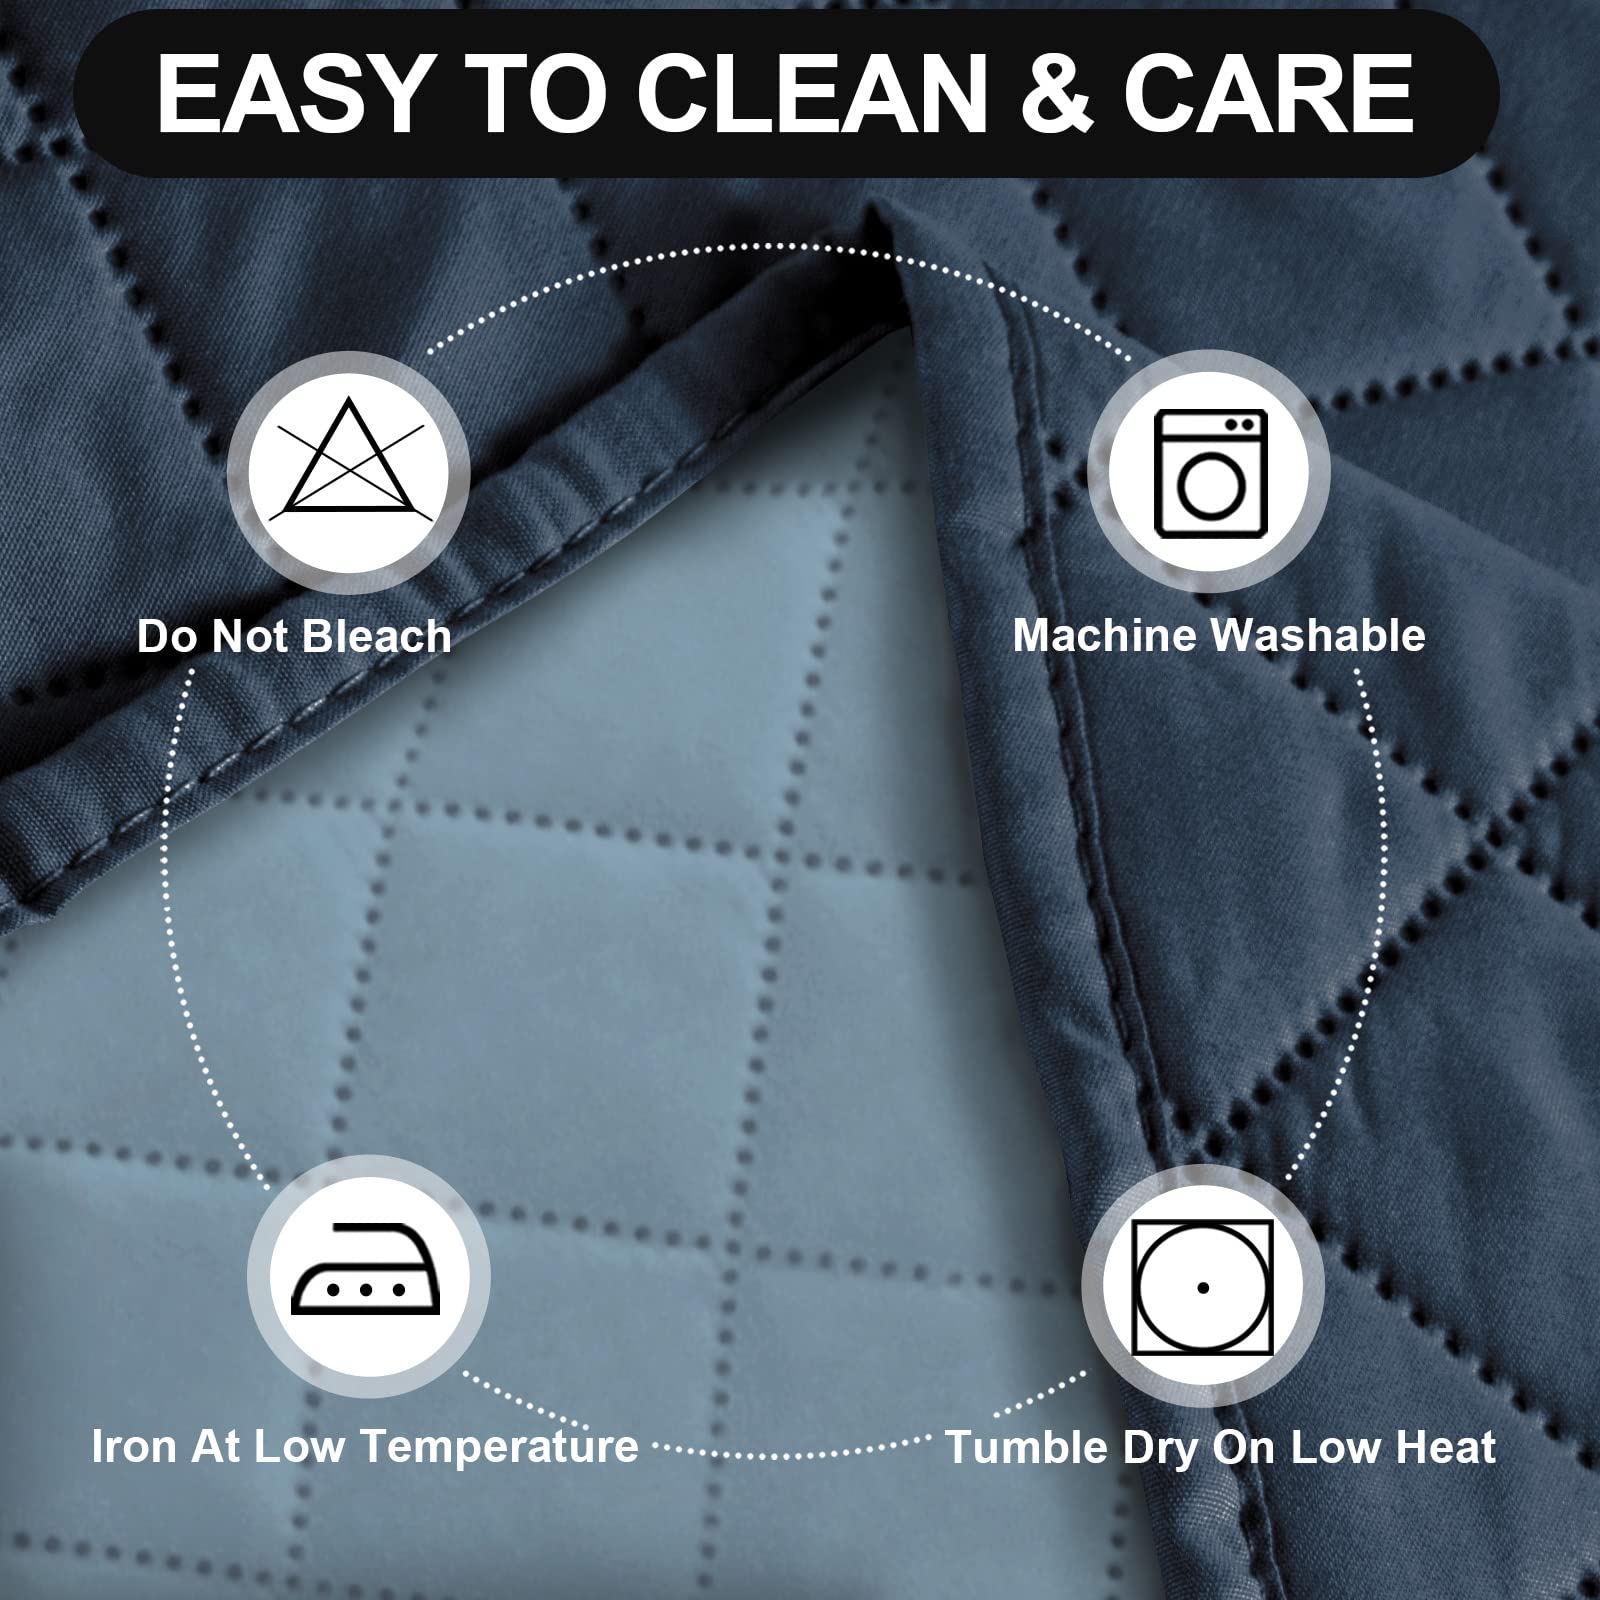 EASY TO CLEAN & CARE
Do Not Bleach
Machine Washable
Iron At Low Temperature
Tumble Dry On Low Heat